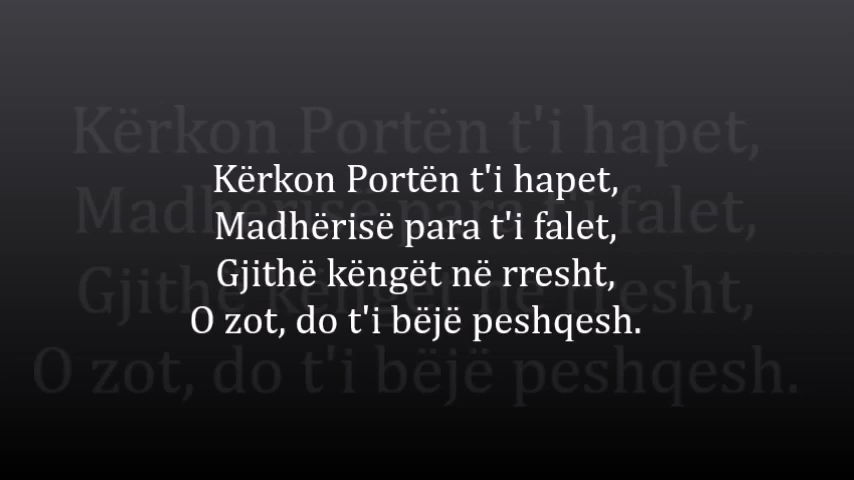 Kërkon Portën t'i hapet,
Madhërisë para t'i falet,
Gjithë këngët në rresht,
O zot, do t'i bëjë peshqesh.